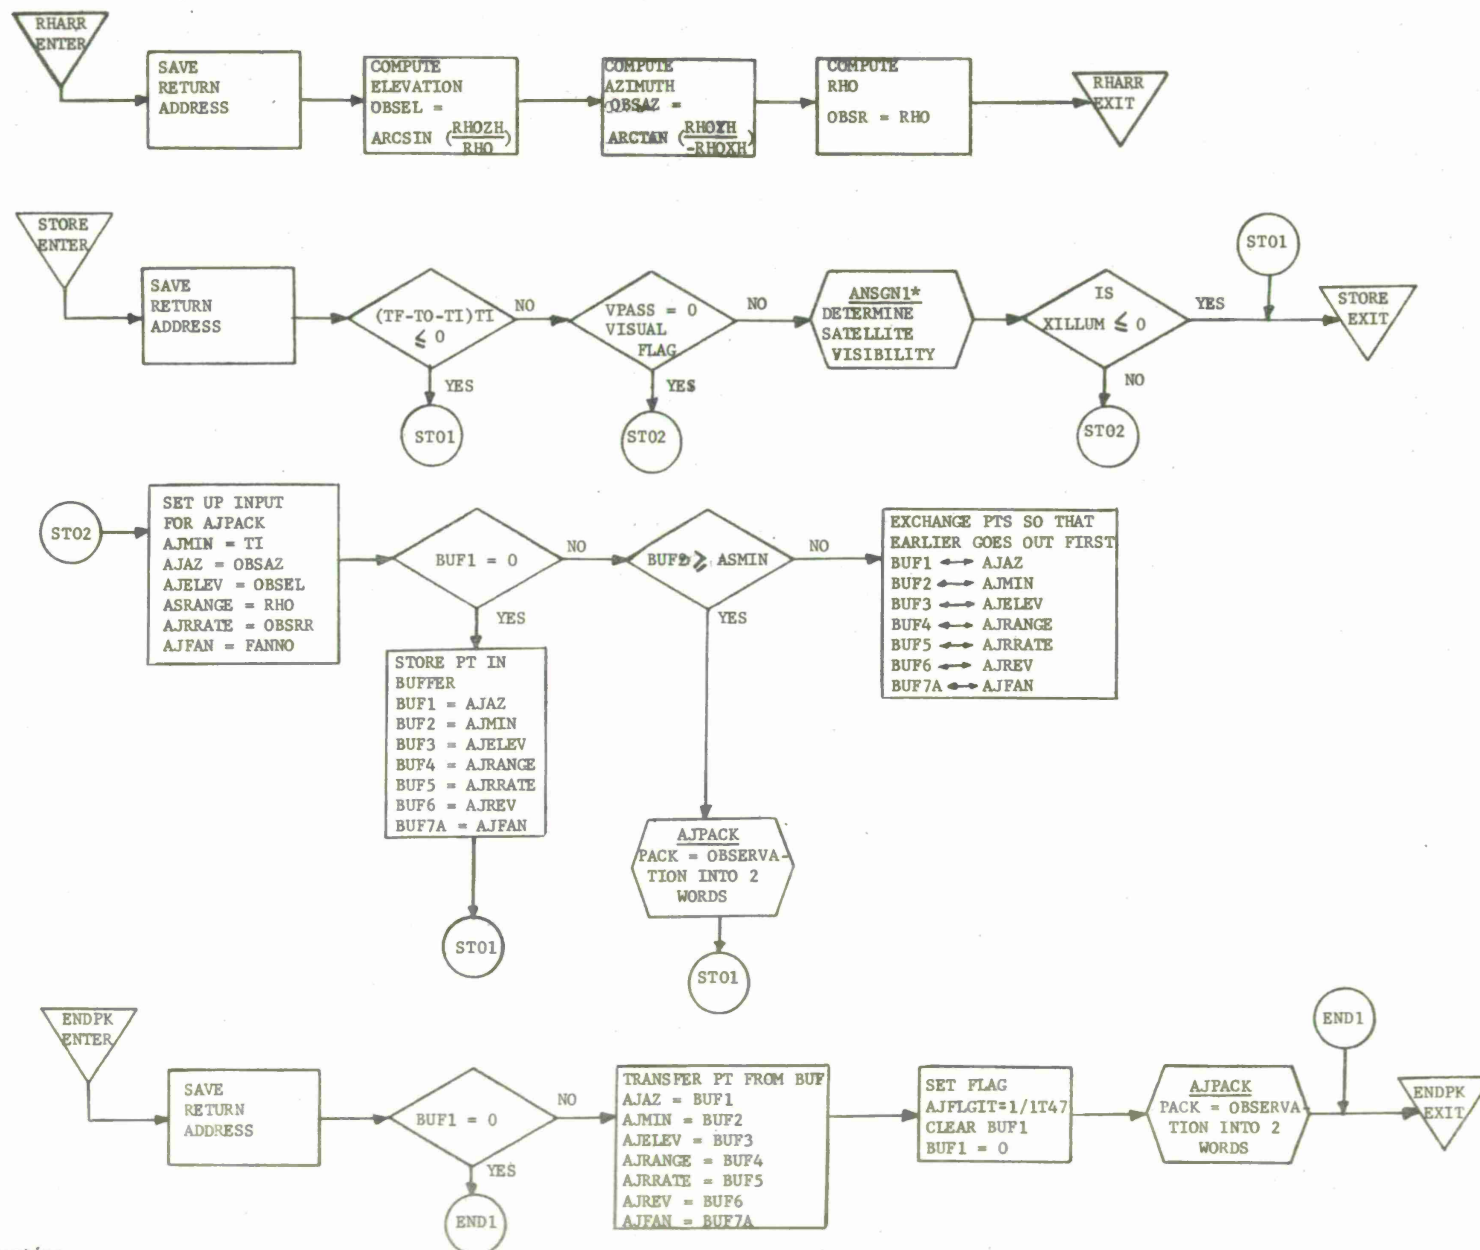 RHARR
ENTER
SAVE
RETURN
ADDRESS
COMPUTE
ELEVATION
OBSEL =
ARCSIN (RHOZH/RHO)
COMPUTE
AZIMUTH
OBSAZ =
ARCTAN (RHOYH/-RHOXH)
COMPUTE
RHO
OBSR = RHO
RHARR
EXIT
STORE
ENTER
SAVE
RETURN
ADDRESS
(TF-TO-TI)TI
≤ 0
NO
YES
ST01
VPASS = 0
VISUAL
FLAG
NO
YES
ST02
ANSGN1*
DETERMINE
SATELLITE
VISIBILITY
IS
XILLUM ≤ 0
YES
NO
ST02
ST01
STORE
EXIT
ST02
SET UP INPUT
FOR AJPACK
AJMIN = TI
AJAZ = OBSAZ
AJELEV = OBSEL
ASRANGE = RHO
AJRRATE = OBSRR
AJFAN = FANNO
BUF1 = 0
NO
YES
STORE PT IN
BUFFER
BUF1 = AJAZ
BUF2 = AJMIN
BUF3 = AJELEV
BUF4 = AJRANGE
BUF5 = AJRRATE
BUF6 = AJREV
BUF7A = AJFAN
ST01
BUF2 ≥ ASMIN
NO
YES
AJPACK
PACK = OBSERVA-
TION INTO 2
WORDS
ST01
EXCHANGE PTS SO THAT
EARLIER GOES OUT FIRST
BUF1 ↔ AJAZ
BUF2 ↔ AJMIN
BUF3 ↔ AJELEV
BUF4 ↔ AJRANGE
BUF5 ↔ AJRRATE
BUF6 ↔ AJREV
BUF7A ↔ AJFAN
ENDPK
ENTER
SAVE
RETURN
ADDRESS
BUF1 = 0
NO
YES
END1
TRANSFER PT FROM BUF
AJAZ = BUF1
AJMIN = BUF2
AJELEV = BUF3
AJRANGE = BUF4
AJRRATE = BUF5
AJREV = BUF6
AJFAN = BUF7A
SET FLAG
AJFLGIT=1/1T47
CLEAR BUF1
BUF1 = 0
AJPACK
PACK = OBSERVA-
TION INTO 2
WORDS
END1
ENDPK
EXIT